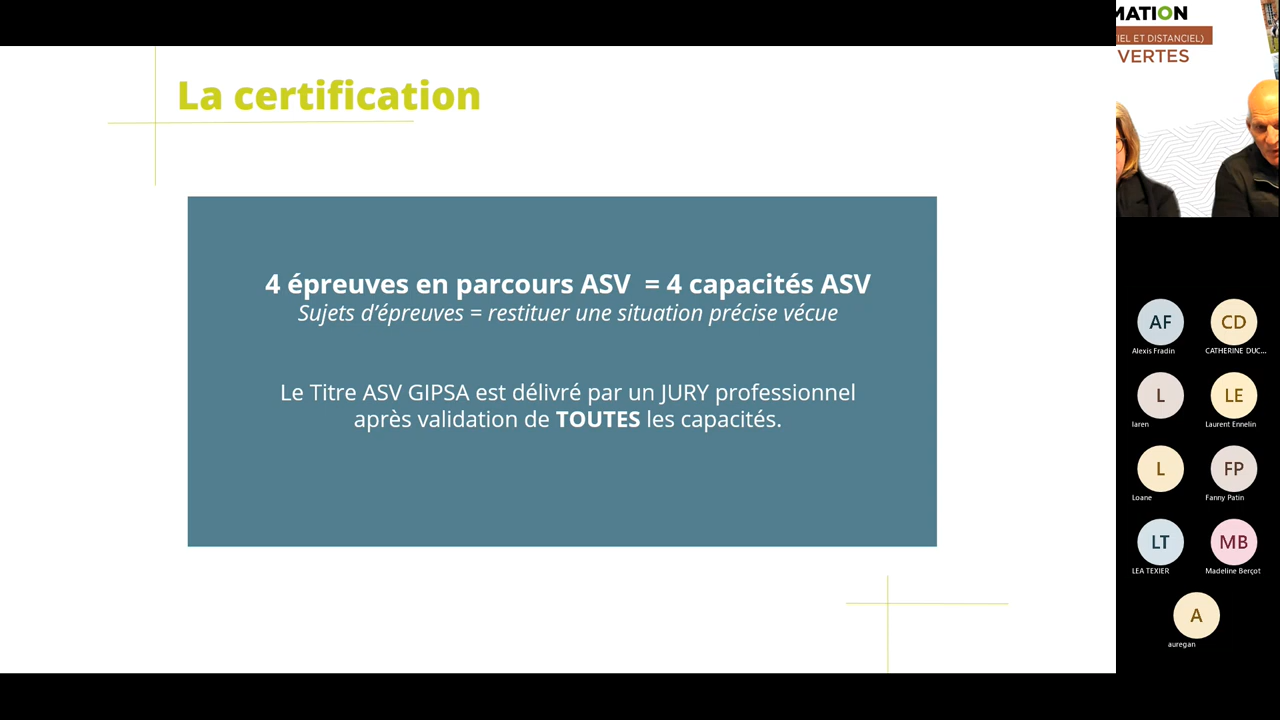 La certification
4 épreuves en parcours ASV = 4 capacités ASV
Sujets d'épreuves = restituer une situation précise vécue
Le Titre ASV GIPSA est délivré par un JURY professionnel
après validation de TOUTES les capacités.
MATION
IEL ET DISTANCIEL)
VERTES
AF
Alexis Fradin
CD
CATHERINE DUC...
L
laren
LE
Laurent Ennelin
L
Loane
FP
Fanny Patin
LT
LEA TEXIER
MB
Madeline Berçot
A
auregan